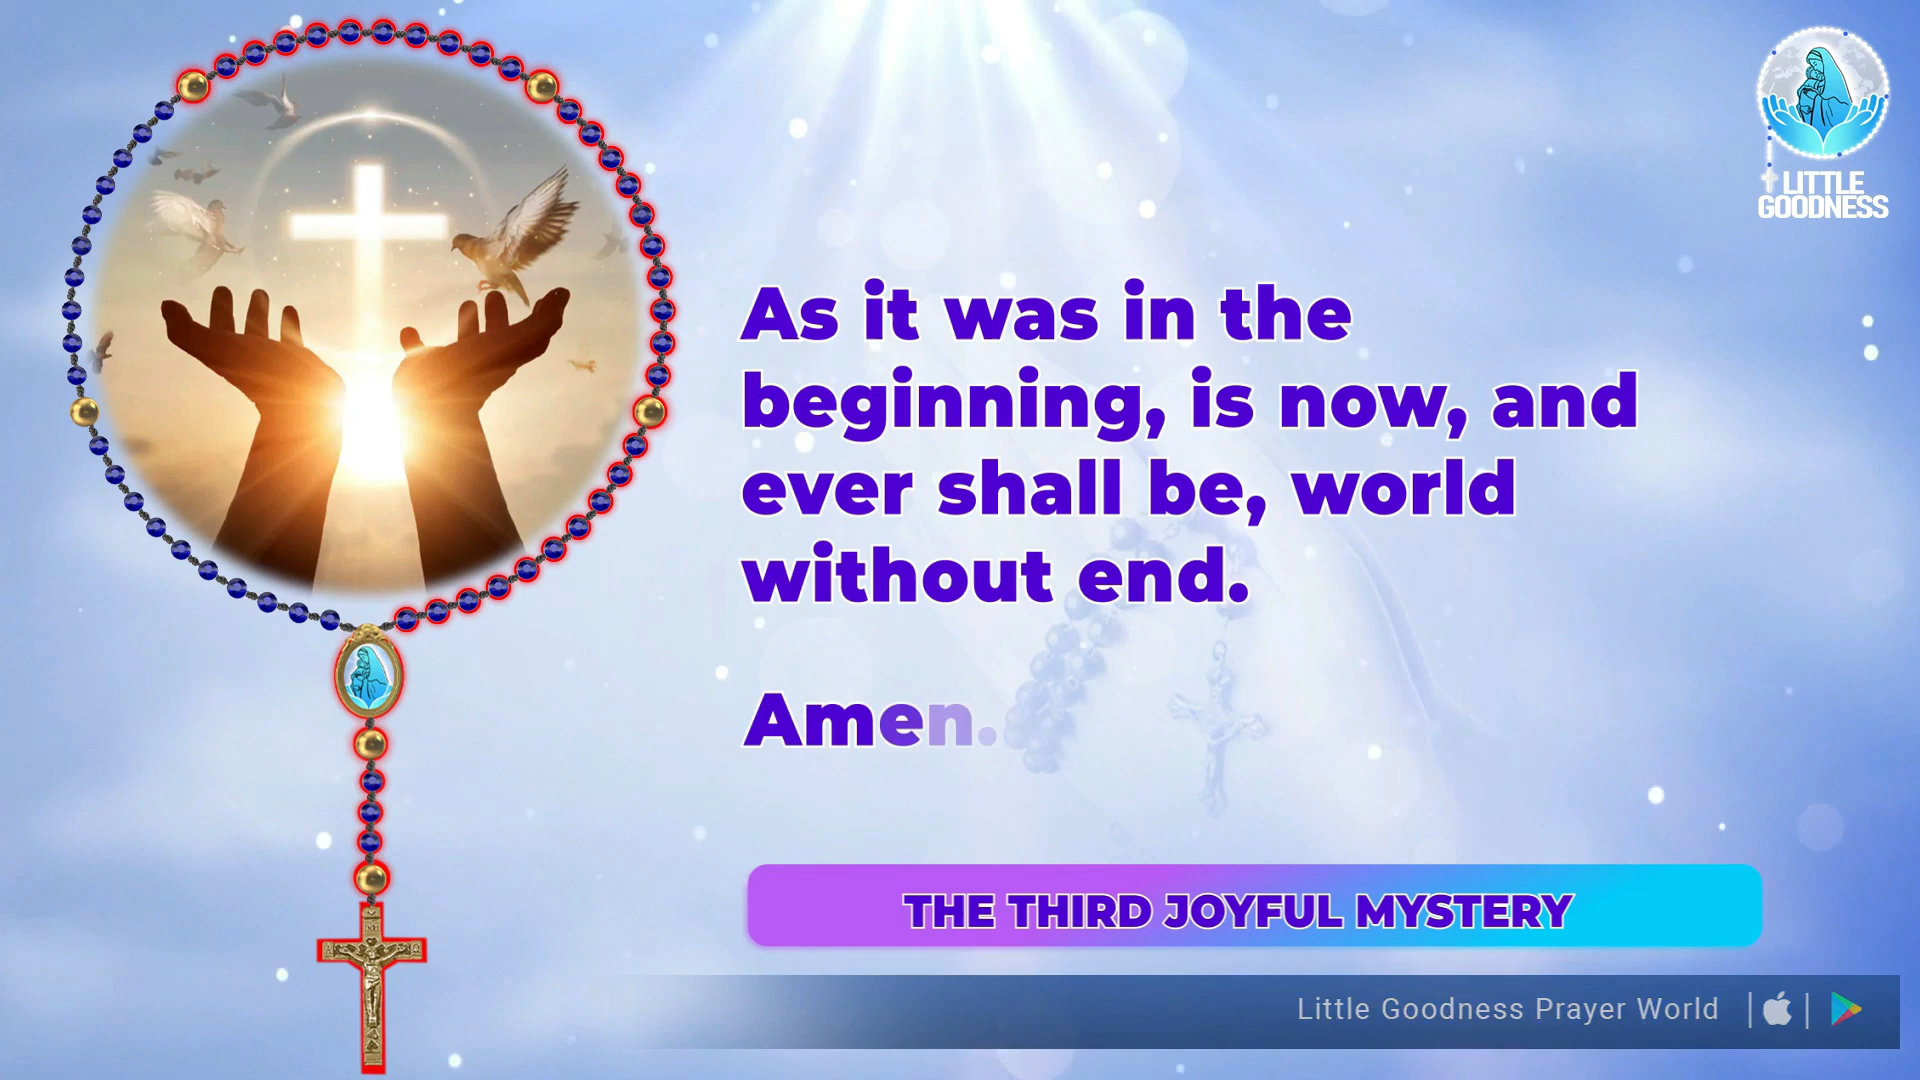 LITTLE
GOODNESS
As it was in the
beginning, is now, and
ever shall be, world
without end.
Amen.
THE THIRD JOYFUL MYSTERY
Little Goodness Prayer World
INRI